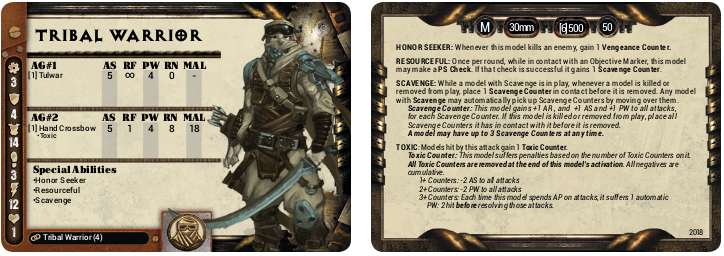 TRIBAL WARRIOR
AG#1 AS RF PW RN MAL
[1] Tulwar 5 ∞ 4 0 -
AG#2 AS RF PW RN MAL
[1] Hand Crossbow 5 1 4 8 18
•Toxic
Special Abilities
•Honor Seeker
•Resourceful
•Scavenge
3
4
14
3
12
1
Tribal Warrior (4)
M 30mm 50
HONOR SEEKER: Whenever this model kills an enemy, gain 1 Vengeance Counter.
RESOURCEFUL: Once per round, while in contact with an Objective Marker, this model
may make a PS Check. If that check is successful it gains 1 Scavenge Counter.
SCAVENGE: While a model with Scavenge is in play, whenever a model is killed or
removed from play, place 1 Scavenge Counter in contact before it is removed. Any model
with Scavenge may automatically pick up Scavenge Counters by moving over them.
Scavenge Counter: This model gains +1 AR, and +1 AS and +1 PW to all attacks,
for each Scavenge Counter. If this model is killed or removed from play, place all
Scavenge Counters it has in contact with it before it is removed.
A model may have up to 3 Scavenge Counters at any time.
TOXIC: Models hit by this attack gain 1 Toxic Counter.
Toxic Counter: This model suffers penalties based on the number of Toxic Counters on it.
All Toxic Counters are removed at the end of this model's activation. All negatives are
cumulative.
1+ Counters: -2 AS to all attacks
2+ Counters: -2 PW to all attacks
3+ Counters: Each time this model spends AP on attacks, it suffers 1 automatic
PW: 2 hit before resolving those attacks.
2018